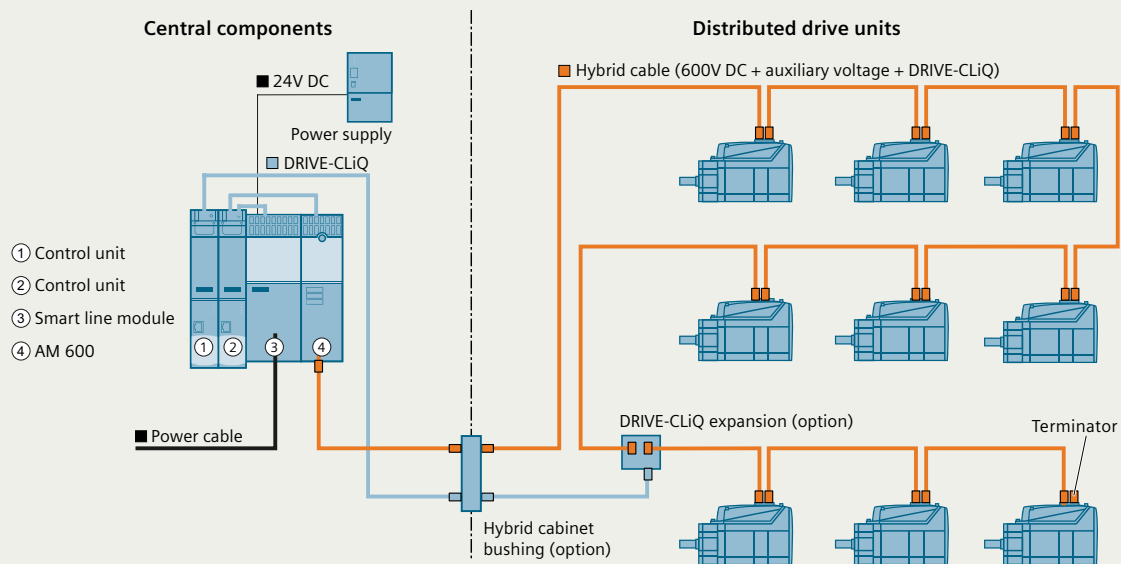 Central components
Distributed drive units
24V DC
Hybrid cable (600V DC + auxiliary voltage + DRIVE-CLiQ)
Power supply
DRIVE-CLiQ
① Control unit
② Control unit
③ Smart line module
④ AM 600
① ② ③ ④
Power cable
DRIVE-CLiQ expansion (option)
Terminator
Hybrid cabinet
bushing (option)